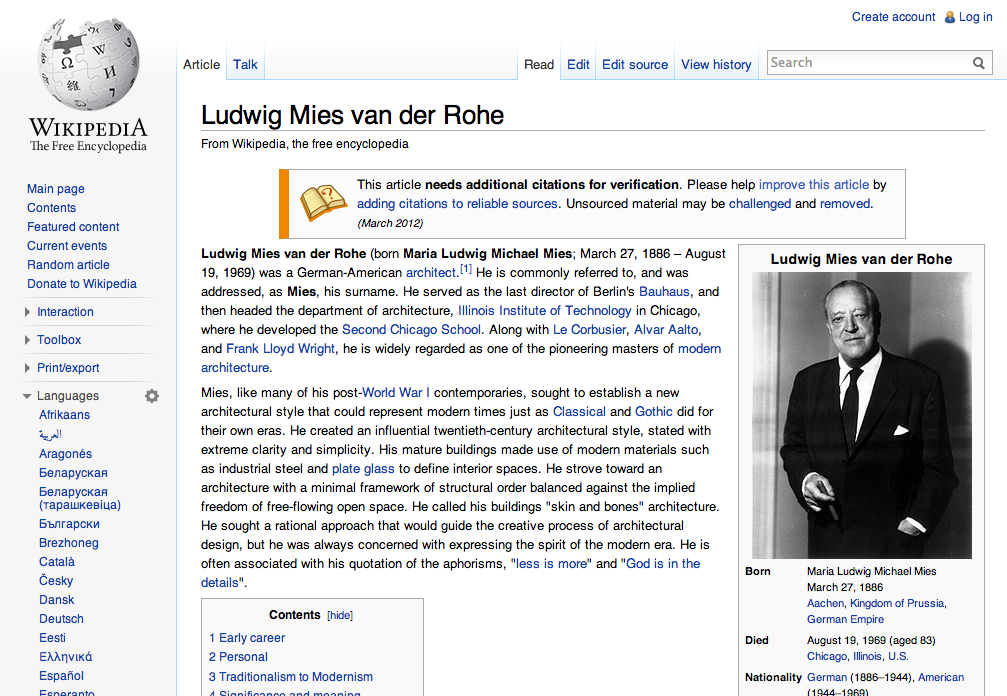 Create account
Log in
Article
Talk
Read
Edit
Edit source
View history
Search
WIKIPEDIA
The Free Encyclopedia
Main page
Contents
Featured content
Current events
Random article
Donate to Wikipedia
Interaction
Toolbox
Print/export
Languages
Afrikaans
العربية
Aragonés
Беларуская
Беларуская
(тарашкевіца)
Български
Brezhoneg
Català
Česky
Dansk
Deutsch
Eesti
Ελληνικά
Español
Esperanto
Ludwig Mies van der Rohe
From Wikipedia, the free encyclopedia
This article needs additional citations for verification. Please help improve this article by
adding citations to reliable sources. Unsourced material may be challenged and removed.
(March 2012)
Ludwig Mies van der Rohe (born Maria Ludwig Michael Mies; March 27, 1886 – August
19, 1969) was a German-American architect.[1] He is commonly referred to, and was
addressed, as Mies, his surname. He served as the last director of Berlin's Bauhaus, and
then headed the department of architecture, Illinois Institute of Technology in Chicago,
where he developed the Second Chicago School. Along with Le Corbusier, Alvar Aalto,
and Frank Lloyd Wright, he is widely regarded as one of the pioneering masters of modern
architecture.
Mies, like many of his post-World War I contemporaries, sought to establish a new
architectural style that could represent modern times just as Classical and Gothic did for
their own eras. He created an influential twentieth-century architectural style, stated with
extreme clarity and simplicity. His mature buildings made use of modern materials such
as industrial steel and plate glass to define interior spaces. He strove toward an
architecture with a minimal framework of structural order balanced against the implied
freedom of free-flowing open space. He called his buildings "skin and bones" architecture.
He sought a rational approach that would guide the creative process of architectural
design, but he was always concerned with expressing the spirit of the modern era. He is
often associated with his quotation of the aphorisms, "less is more" and "God is in the
details".
Contents [hide]
1 Early career
2 Personal
3 Traditionalism to Modernism
4 Significance and meaning
Ludwig Mies van der Rohe
Born Maria Ludwig Michael Mies
March 27, 1886
Aachen, Kingdom of Prussia,
German Empire
Died August 19, 1969 (aged 83)
Chicago, Illinois, U.S.
Nationality German (1886–1944), American
(1944–1969)